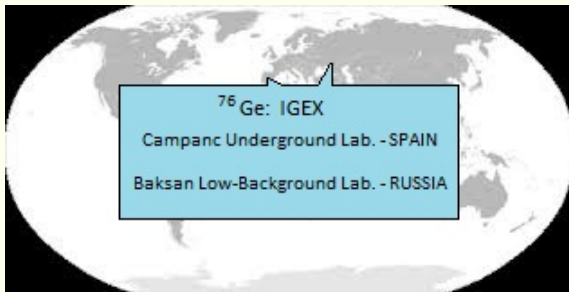 ⁷⁶Ge: IGEX
Campanc Underground Lab. - SPAIN
Baksan Low-Background Lab. - RUSSIA